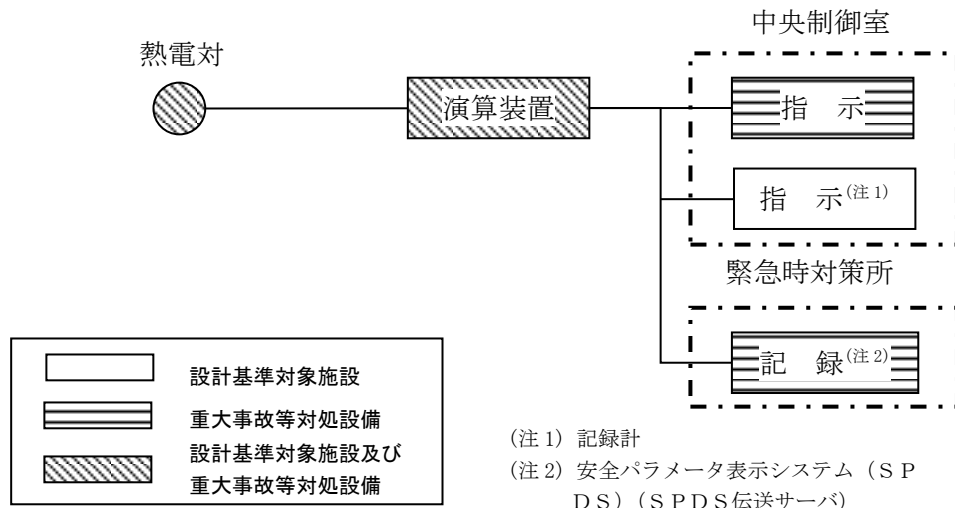 中央制御室
熱電対
演算装置
指 示
指 示(注1)
緊急時対策所
記 録(注2)
設計基準対象施設
重大事故等対処設備
設計基準対象施設及び
重大事故等対処設備
(注1) 記録計
(注2) 安全パラメータ表示システム(SP
DS)(SPDS伝送サーバ)